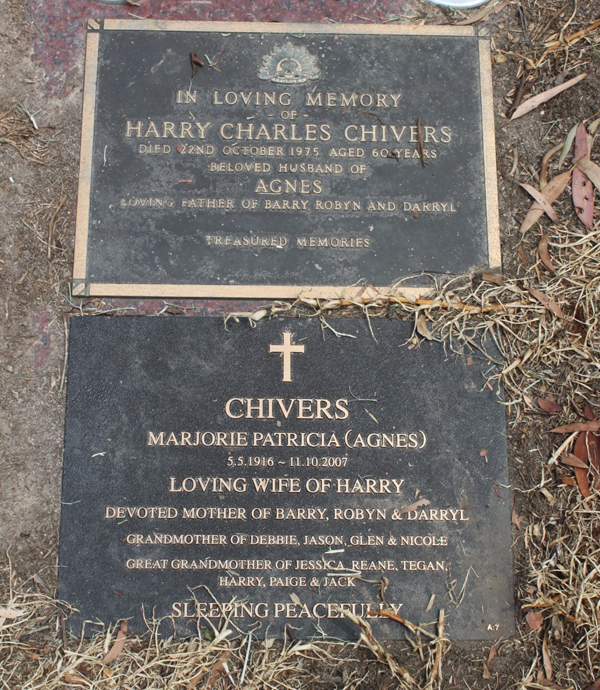 IN LOVING MEMORY
- OF -
HARRY CHARLES CHIVERS
DIED 22ND OCTOBER 1975 AGED 60 YEARS
BELOVED HUSBAND OF
AGNES
LOVING FATHER OF BARRY ROBYN AND DARRYL
TREASURED MEMORIES
CHIVERS
MARJORIE PATRICIA (AGNES)
5.5.1916 ~ 11.10.2007
LOVING WIFE OF HARRY
DEVOTED MOTHER OF BARRY, ROBYN & DARRYL
GRANDMOTHER OF DEBBIE, JASON, GLEN & NICOLE
GREAT GRANDMOTHER OF JESSICA, REANE, TEGAN,
HARRY, PAIGE & JACK
SLEEPING PEACEFULLY
A:7